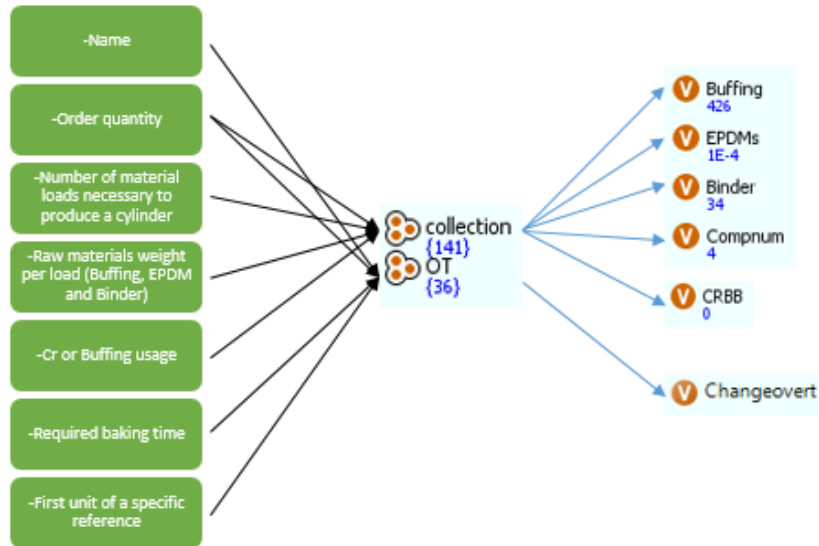 -Name
-Order quantity
-Number of material
loads necessary to
produce a cylinder
-Raw materials weight
per load (Buffing, EPDM
and Binder)
-Cr or Buffing usage
-Required baking time
-First unit of a specific
reference
collection
{141}
OT
{36}
V Buffing
426
V EPDMs
1E-4
V Binder
34
V Compnum
4
V CRBB
0
V Changeovert